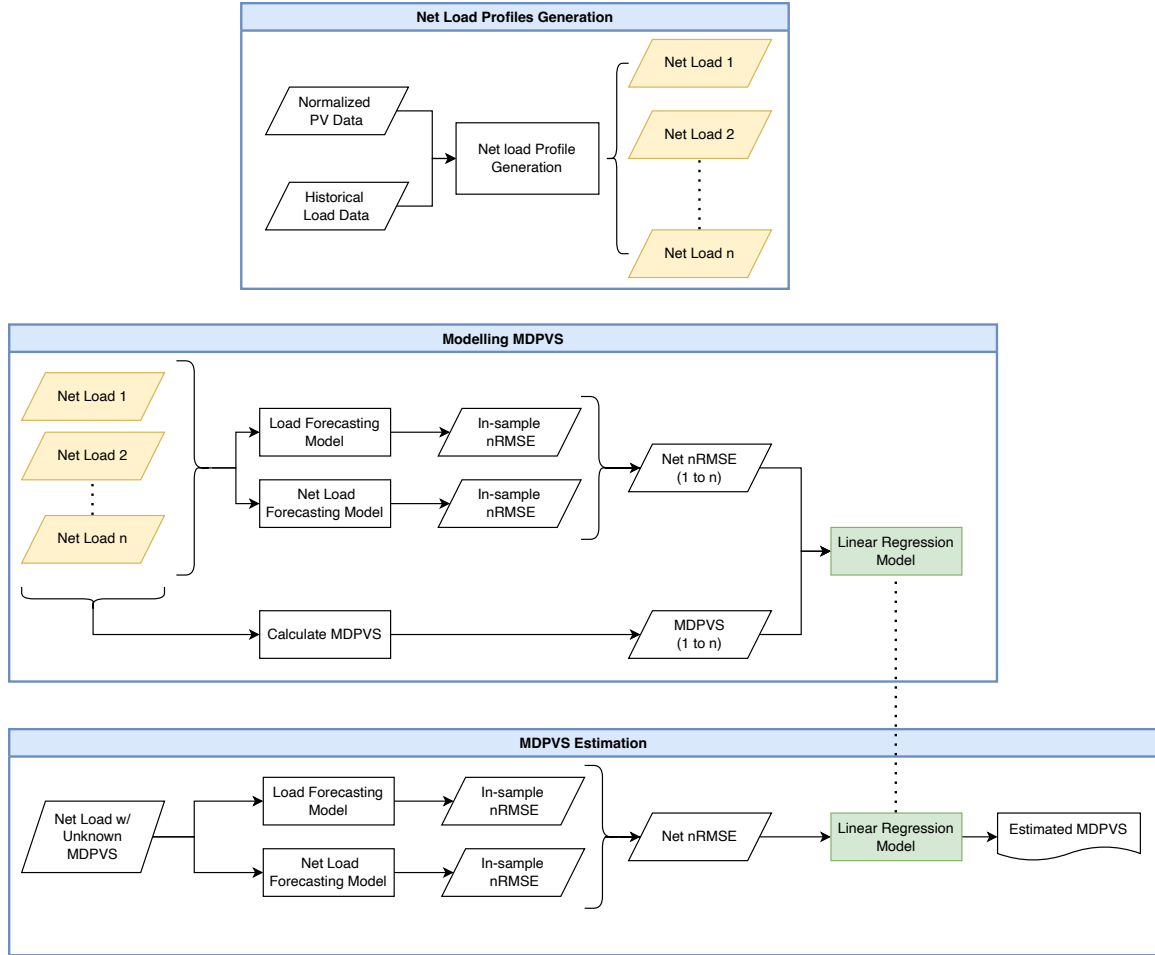 Net Load Profiles Generation
Normalized
PV Data
Historical
Load Data
Net load Profile
Generation
Net Load 1
Net Load 2
Net Load n
Modelling MDPVS
Net Load 1
Net Load 2
Net Load n
Load Forecasting
Model
Net Load
Forecasting Model
In-sample
nRMSE
In-sample
nRMSE
Net nRMSE
(1 to n)
Calculate MDPVS
MDPVS
(1 to n)
Linear Regression
Model
MDPVS Estimation
Net Load w/
Unknown
MDPVS
Load Forecasting
Model
Net Load
Forecasting Model
In-sample
nRMSE
In-sample
nRMSE
Net nRMSE
Linear Regression
Model
Estimated MDPVS